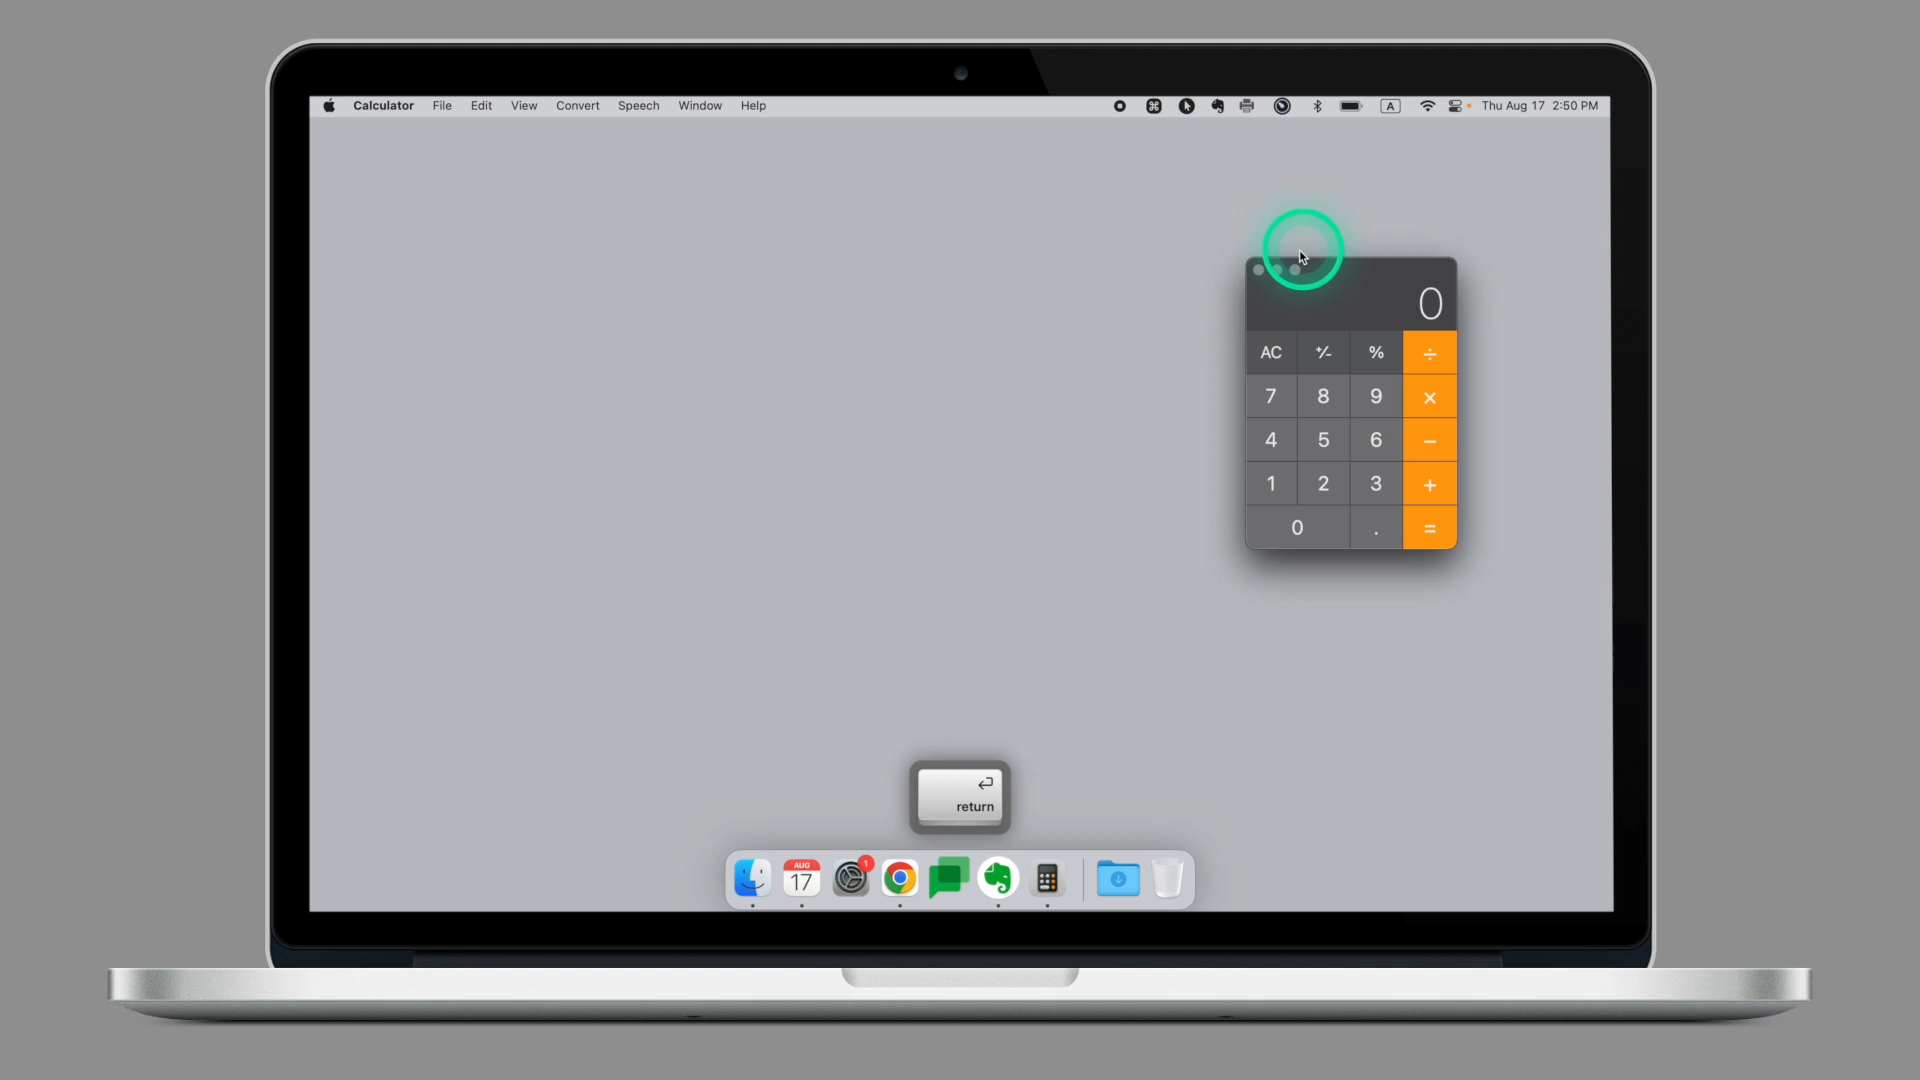 Calculator File Edit View Convert Speech Window Help A Thu Aug 17 2:50 PM
0
AC +/- % ÷
7 8 9 ×
4 5 6 −
1 2 3 +
0 . =
return
AUG
17
1